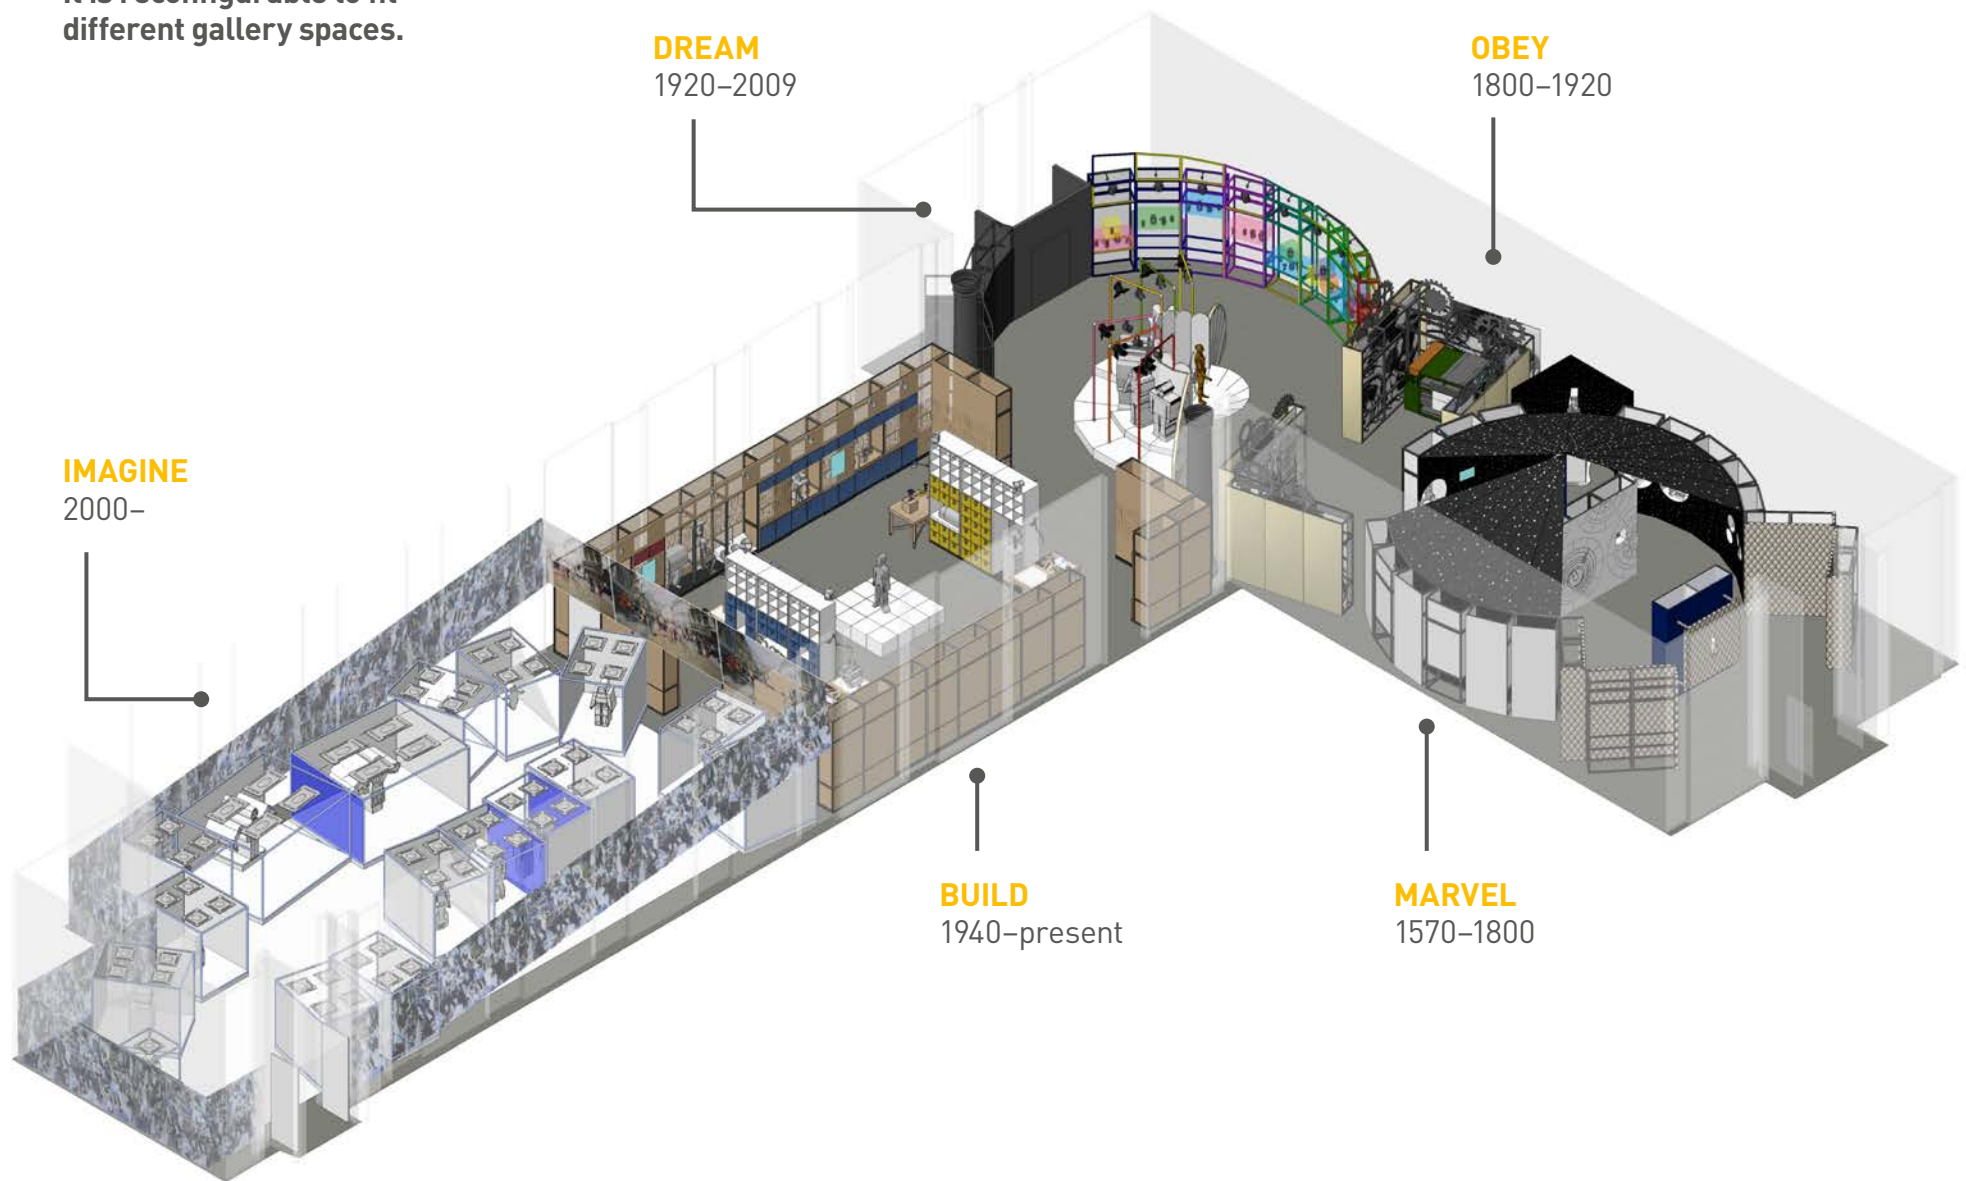 different gallery spaces.
DREAM
1920–2009
OBEY
1800–1920
IMAGINE
2000–
BUILD
1940–present
MARVEL
1570–1800